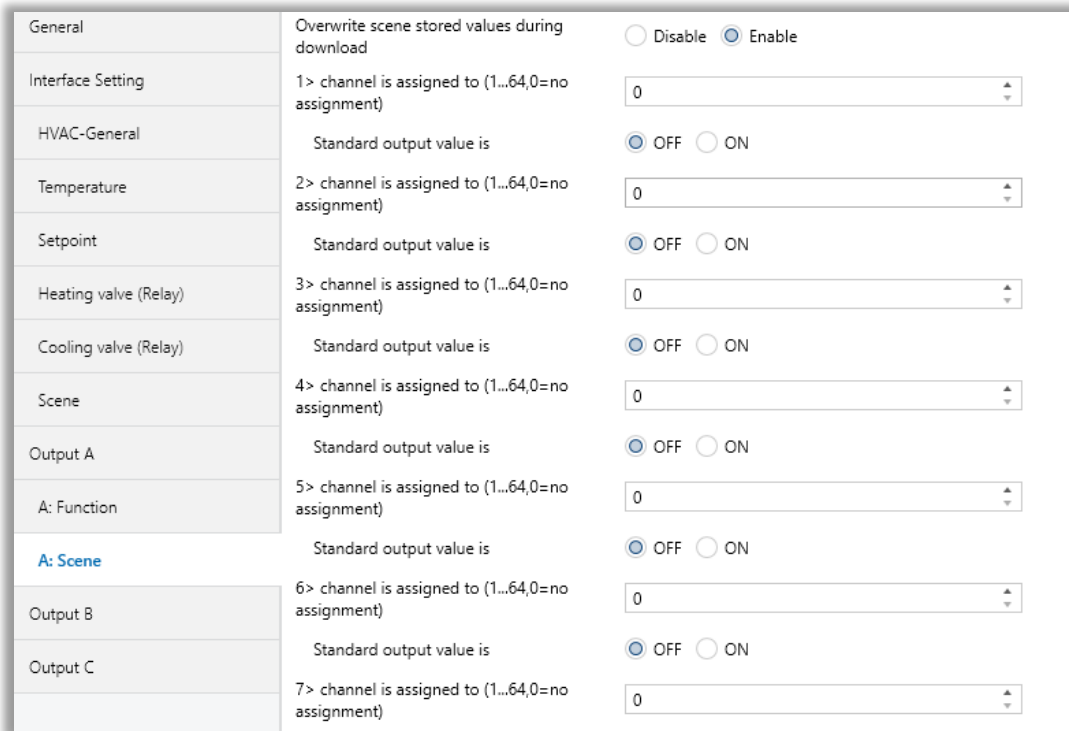 General
Interface Setting
HVAC-General
Temperature
Setpoint
Heating valve (Relay)
Cooling valve (Relay)
Scene
Output A
A: Function
A: Scene
Output B
Output C
Overwrite scene stored values during
download
Disable Enable
1> channel is assigned to (1...64,0=no
assignment)
0
Standard output value is
OFF ON
2> channel is assigned to (1...64,0=no
assignment)
0
Standard output value is
OFF ON
3> channel is assigned to (1...64,0=no
assignment)
0
Standard output value is
OFF ON
4> channel is assigned to (1...64,0=no
assignment)
0
Standard output value is
OFF ON
5> channel is assigned to (1...64,0=no
assignment)
0
Standard output value is
OFF ON
6> channel is assigned to (1...64,0=no
assignment)
0
Standard output value is
OFF ON
7> channel is assigned to (1...64,0=no
assignment)
0